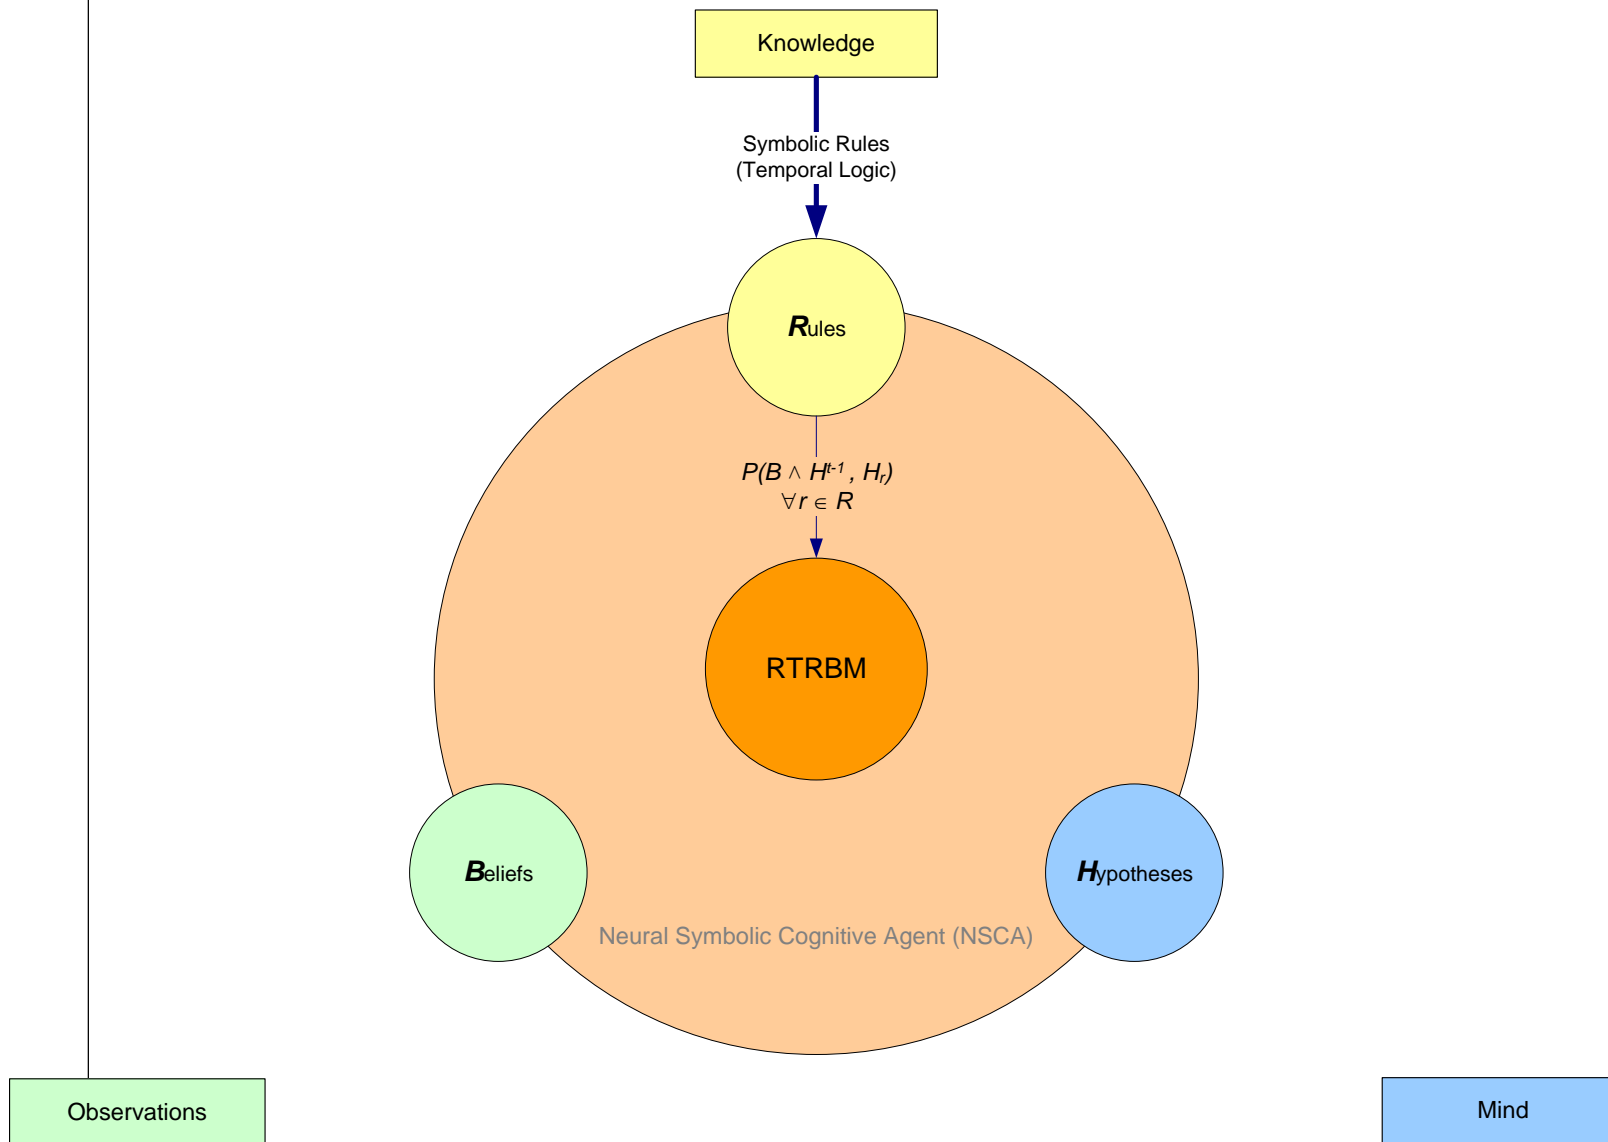 Knowledge
Symbolic Rules
(Temporal Logic)
Rules
P(B ∧ Hᵗ⁻¹ , Hᵣ)
∀r ∈ R
RTRBM
Beliefs
Hypotheses
Neural Symbolic Cognitive Agent (NSCA)
Observations
Mind